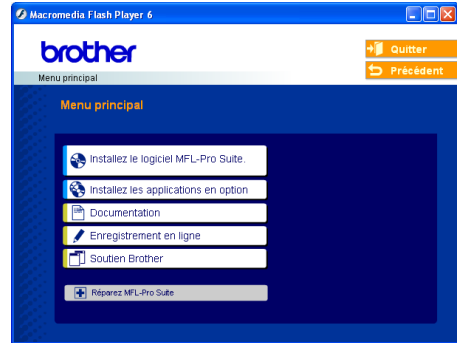 Macromedia Flash Player 6
brother
Quitter
Précédent
Menu principal
Menu principal
Installez le logiciel MFL-Pro Suite.
Installez les applications en option
Documentation
Enregistrement en ligne
Soutien Brother
Réparez MFL-Pro Suite